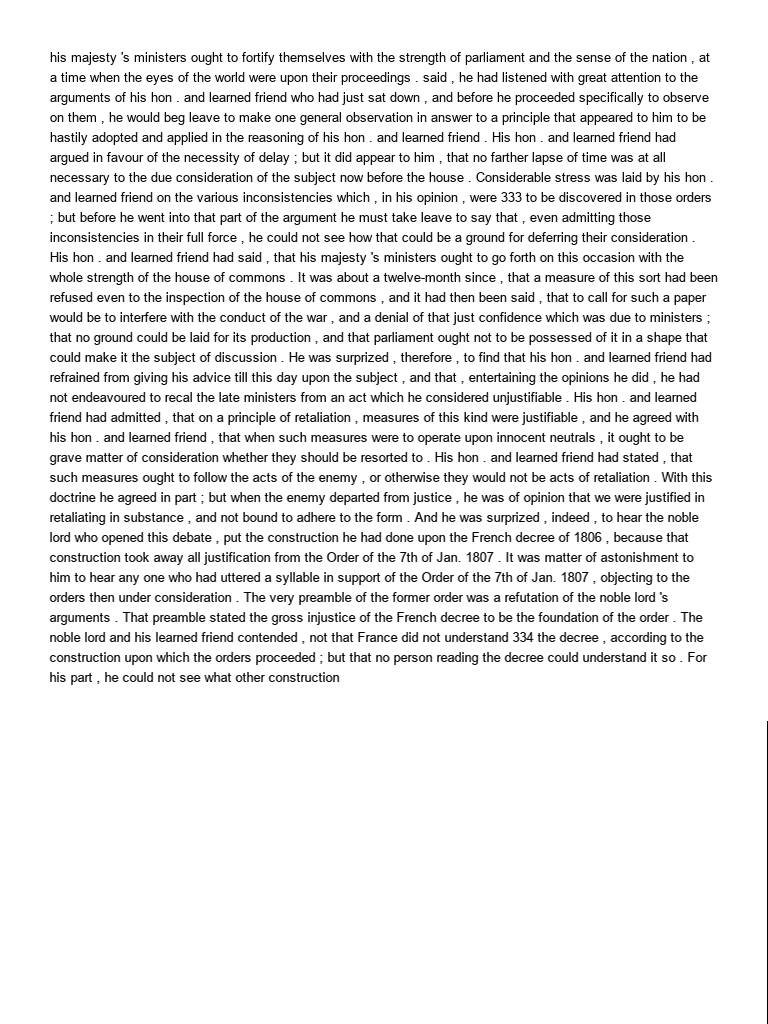 his majesty 's ministers ought to fortify themselves with the strength of parliament and the sense of the nation , at
a time when the eyes of the world were upon their proceedings . said , he had listened with great attention to the
arguments of his hon . and learned friend who had just sat down , and before he proceeded specifically to observe
on them , he would beg leave to make one general observation in answer to a principle that appeared to him to be
hastily adopted and applied in the reasoning of his hon . and learned friend . His hon . and learned friend had
argued in favour of the necessity of delay ; but it did appear to him , that no farther lapse of time was at all
necessary to the due consideration of the subject now before the house . Considerable stress was laid by his hon .
and learned friend on the various inconsistencies which , in his opinion , were 333 to be discovered in those orders
; but before he went into that part of the argument he must take leave to say that , even admitting those
inconsistencies in their full force , he could not see how that could be a ground for deferring their consideration .
His hon . and learned friend had said , that his majesty 's ministers ought to go forth on this occasion with the
whole strength of the house of commons . It was about a twelve-month since , that a measure of this sort had been
refused even to the inspection of the house of commons , and it had then been said , that to call for such a paper
would be to interfere with the conduct of the war , and a denial of that just confidence which was due to ministers ;
that no ground could be laid for its production , and that parliament ought not to be possessed of it in a shape that
could make it the subject of discussion . He was surprized , therefore , to find that his hon . and learned friend had
refrained from giving his advice till this day upon the subject , and that , entertaining the opinions he did , he had
not endeavoured to recal the late ministers from an act which he considered unjustifiable . His hon . and learned
friend had admitted , that on a principle of retaliation , measures of this kind were justifiable , and he agreed with
his hon . and learned friend , that when such measures were to operate upon innocent neutrals , it ought to be
grave matter of consideration whether they should be resorted to . His hon . and learned friend had stated , that
such measures ought to follow the acts of the enemy , or otherwise they would not be acts of retaliation . With this
doctrine he agreed in part ; but when the enemy departed from justice , he was of opinion that we were justified in
retaliating in substance , and not bound to adhere to the form . And he was surprized , indeed , to hear the noble
lord who opened this debate , put the construction he had done upon the French decree of 1806 , because that
construction took away all justification from the Order of the 7th of Jan. 1807 . It was matter of astonishment to
him to hear any one who had uttered a syllable in support of the Order of the 7th of Jan. 1807 , objecting to the
orders then under consideration . The very preamble of the former order was a refutation of the noble lord 's
arguments . That preamble stated the gross injustice of the French decree to be the foundation of the order . The
noble lord and his learned friend contended , not that France did not understand 334 the decree , according to the
construction upon which the orders proceeded ; but that no person reading the decree could understand it so . For
his part , he could not see what other construction